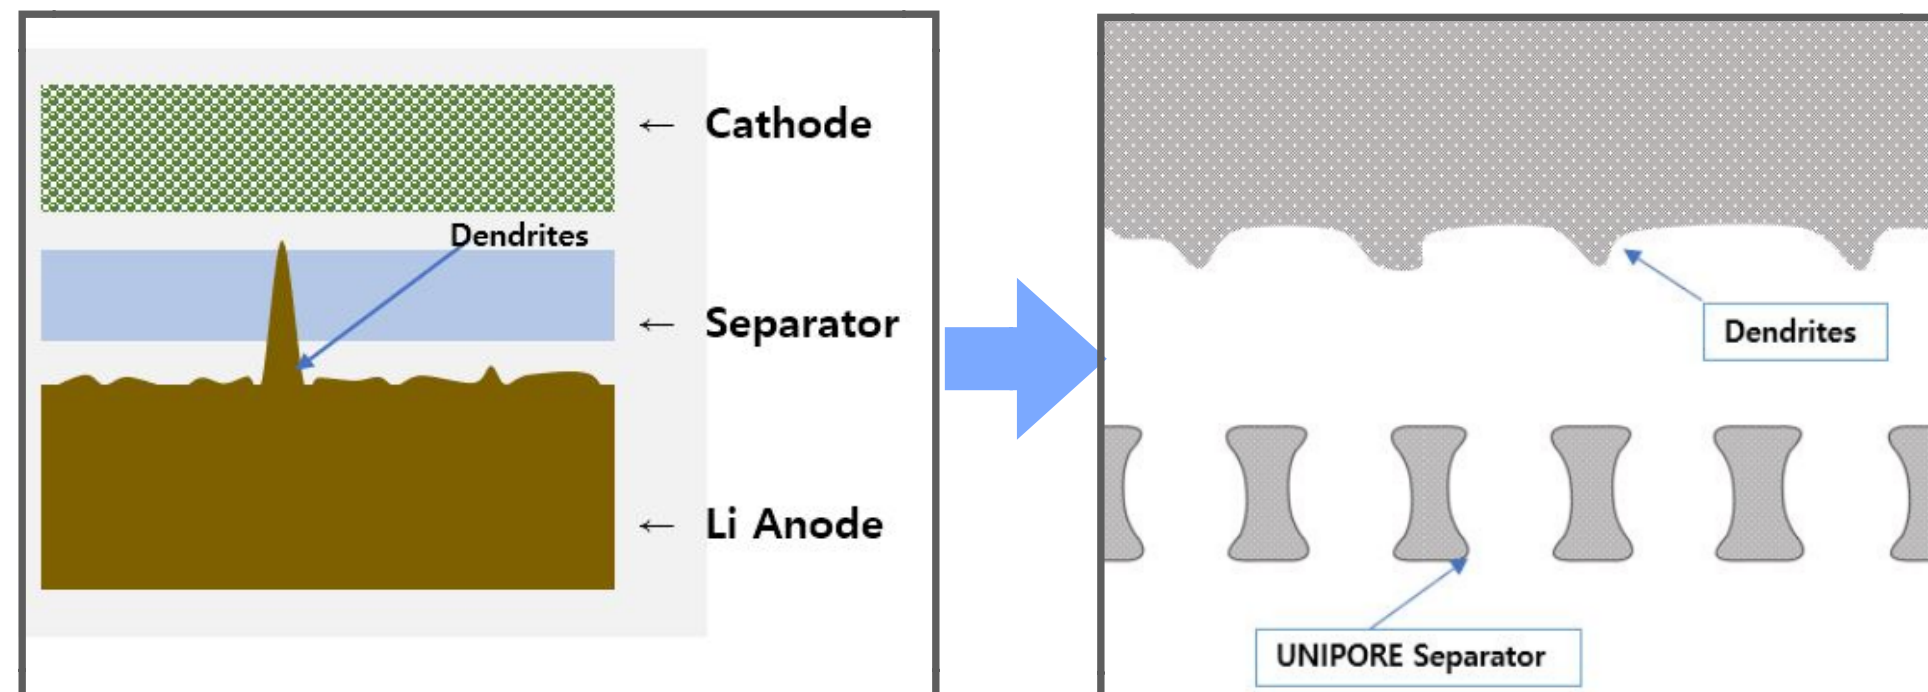 ← Cathode
Dendrites
← Separator
← Li Anode
Dendrites
UNIPORE Separator